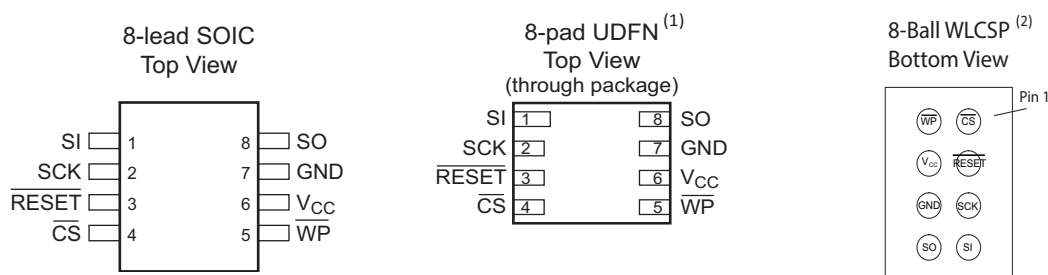 8-lead SOIC
Top View
SI 1 8 SO
SCK 2 7 GND
RESET 3 6 VCC
CS 4 5 WP
8-pad UDFN (1)
Top View
(through package)
SI 1 8 SO
SCK 2 7 GND
RESET 3 6 VCC
CS 4 5 WP
8-Ball WLCSP (2)
Bottom View
Pin 1
WP CS
VCC RESET
GND SCK
SO SI